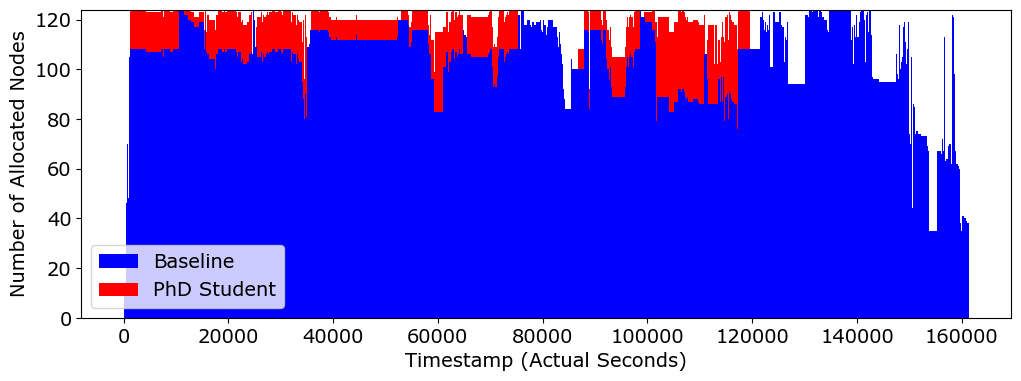 Number of Allocated Nodes
120
100
80
60
40
20
0
Baseline
PhD Student
0 20000 40000 60000 80000 100000 120000 140000 160000
Timestamp (Actual Seconds)